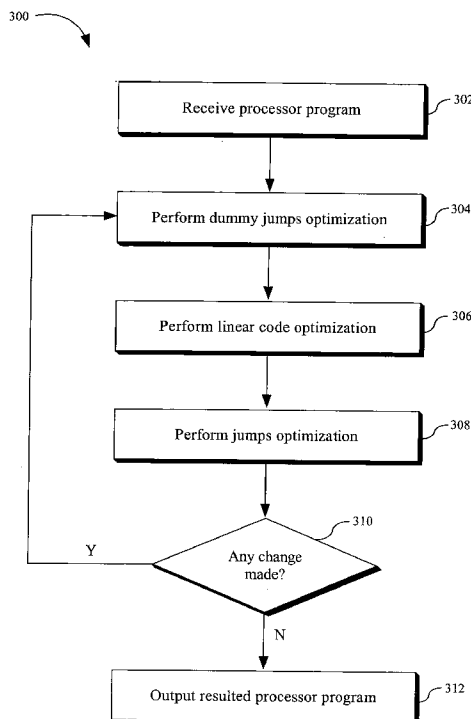 300
Receive processor program
302
Perform dummy jumps optimization
304
Perform linear code optimization
306
Perform jumps optimization
308
310
Any change
made?
Y
N
Output resulted processor program
312